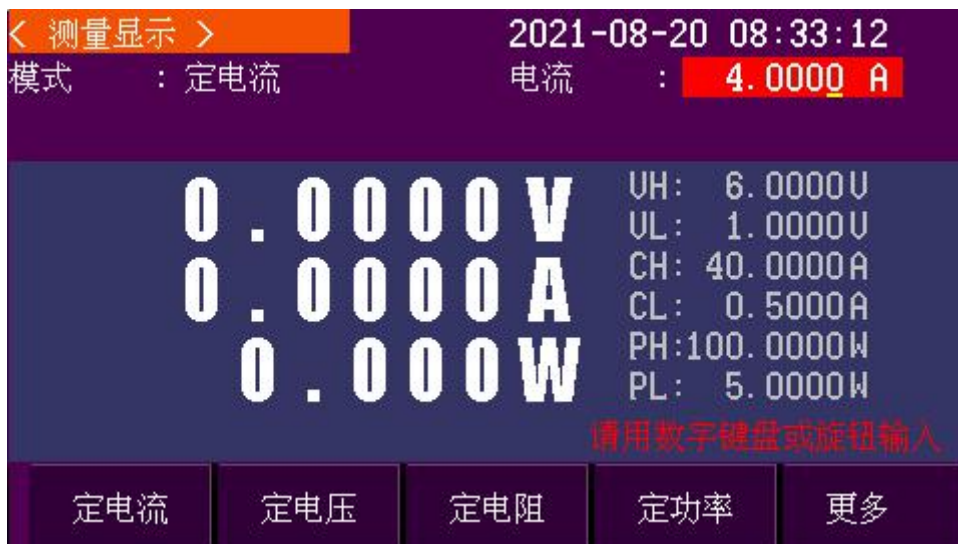 < 测量显示 > 2021-08-20 08:33:12
模式 : 定电流 电流 : 4.0000 A
0.0000V
0.0000A
0.000W
VH: 6.0000V
VL: 1.0000V
CH: 40.0000A
CL: 0.5000A
PH:100.0000W
PL: 5.0000W
请用数字键盘或旋钮输入
定电流 定电压 定电阻 定功率 更多